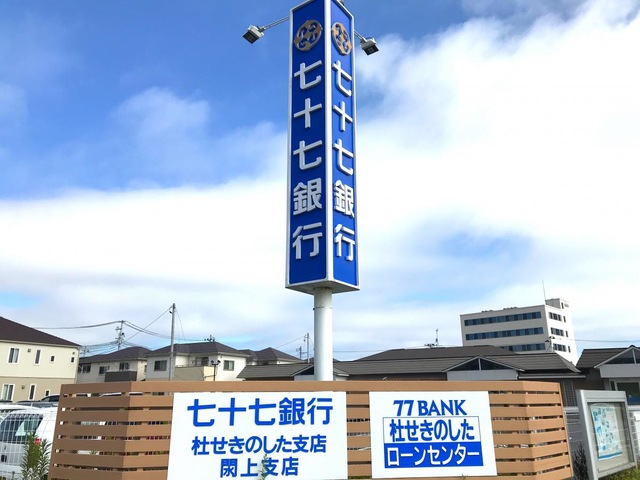 七十七銀行
七十七銀行
七十七銀行
杜せきのした支店
閖上支店
77 BANK
杜せきのした
ローンセンター